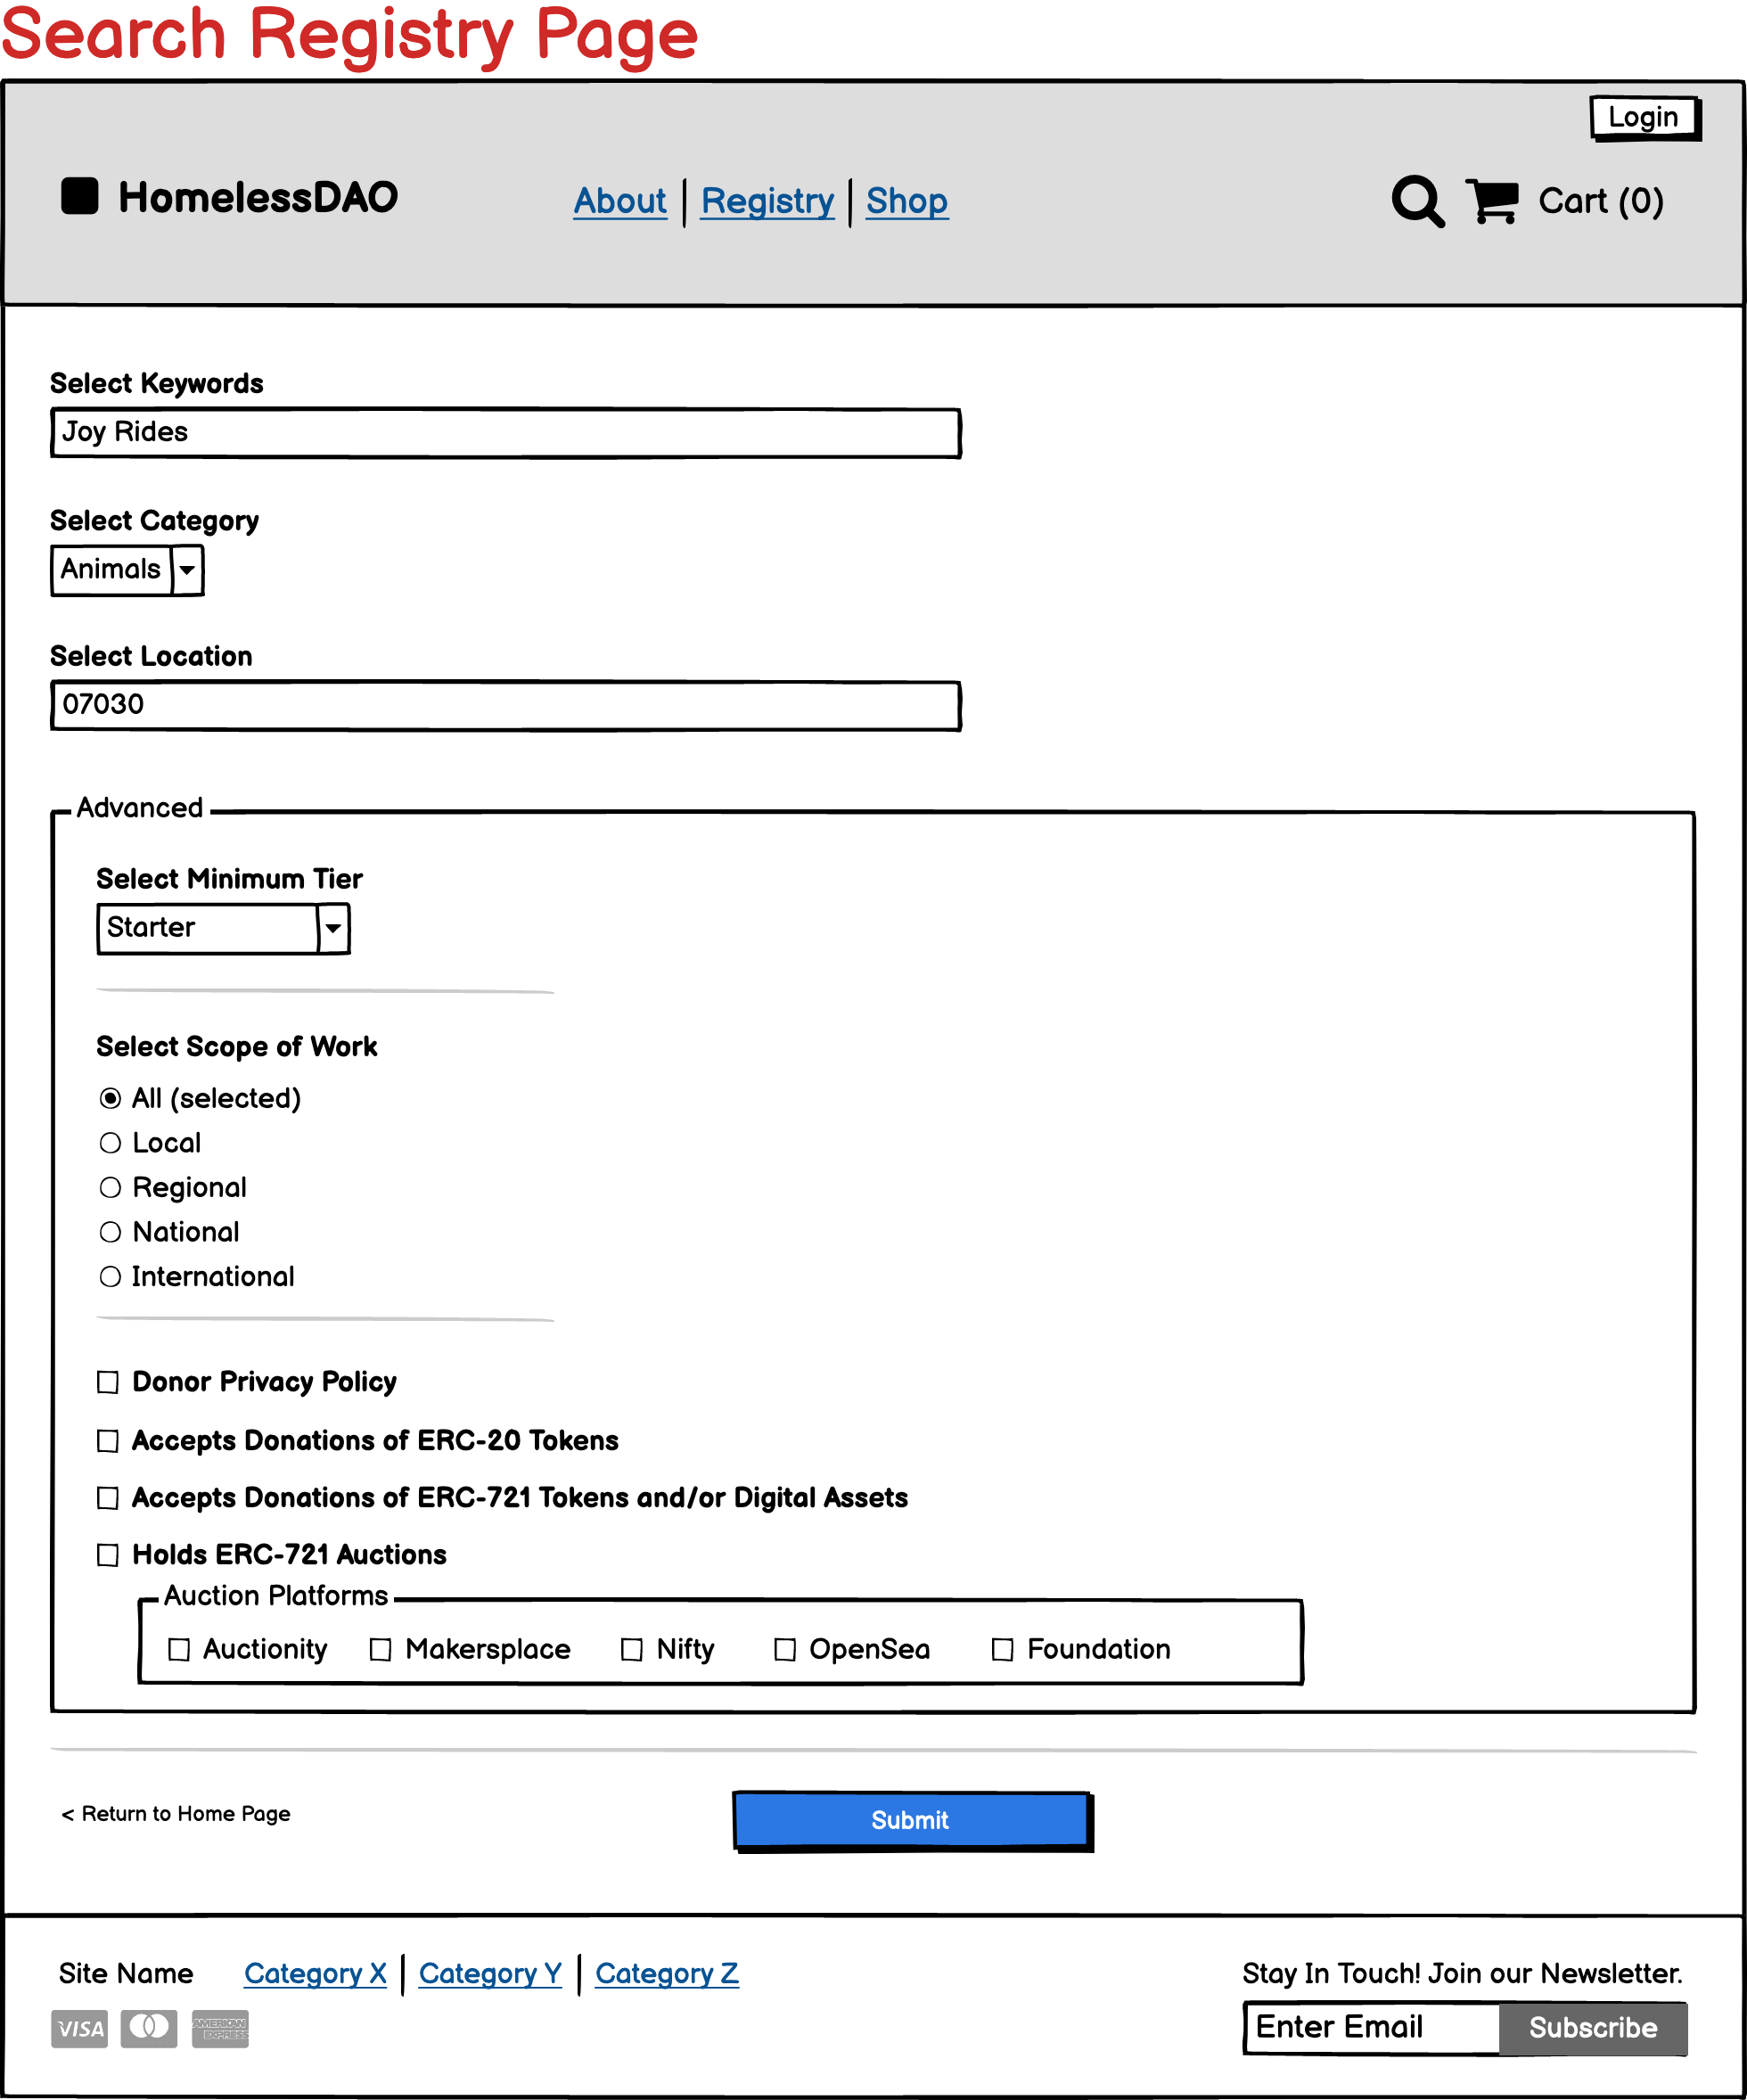 Search Registry Page
Login
HomelessDAO
About | Registry | Shop
Cart (0)
Select Keywords
Joy Rides
Select Category
Animals
Select Location
07030
Advanced
Select Minimum Tier
Starter
Select Scope of Work
All (selected)
Local
Regional
National
International
Donor Privacy Policy
Accepts Donations of ERC-20 Tokens
Accepts Donations of ERC-721 Tokens and/or Digital Assets
Holds ERC-721 Auctions
Auction Platforms
Auctionity Makersplace Nifty OpenSea Foundation
< Return to Home Page
Submit
Site Name Category X | Category Y | Category Z
Stay In Touch! Join our Newsletter.
VISA AMERICAN EXPRESS
Enter Email Subscribe